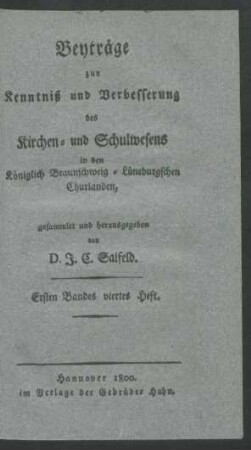 Beyträge
zur
Kenntniß und Verbesserung
des
Kirchen- und Schulwesens
in den
Königlich Braunschweig-Lüneburgschen
Churlanden,
gesammlet und herausgegeben
von
D. J. C. Salfeld.
Ersten Bandes viertes Heft.
Hannover 1800.
im Verlage der Gebrüder Hahn.